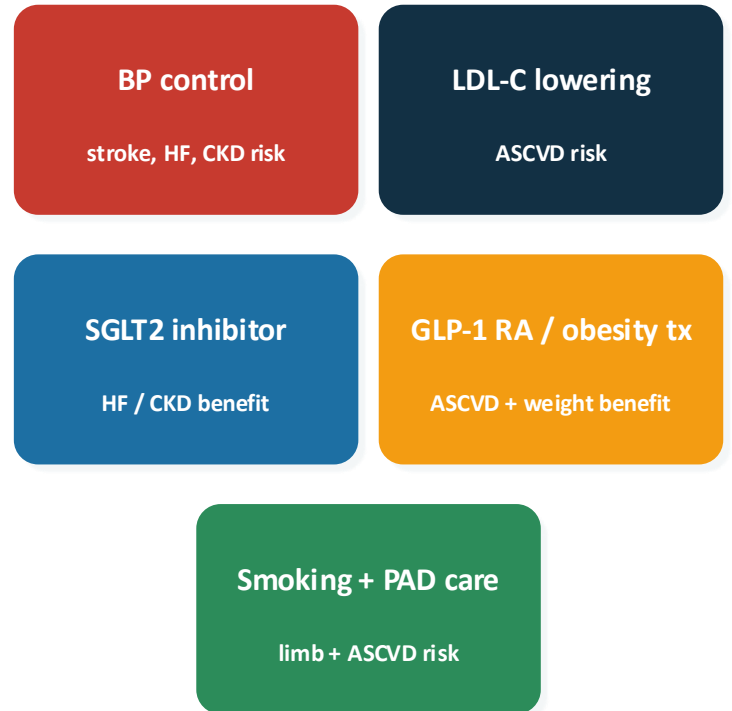 BP control
stroke, HF, CKD risk
LDL-C lowering
ASCVD risk
SGLT2 inhibitor
HF / CKD benefit
GLP-1 RA / obesity tx
ASCVD + weight benefit
Smoking + PAD care
limb + ASCVD risk